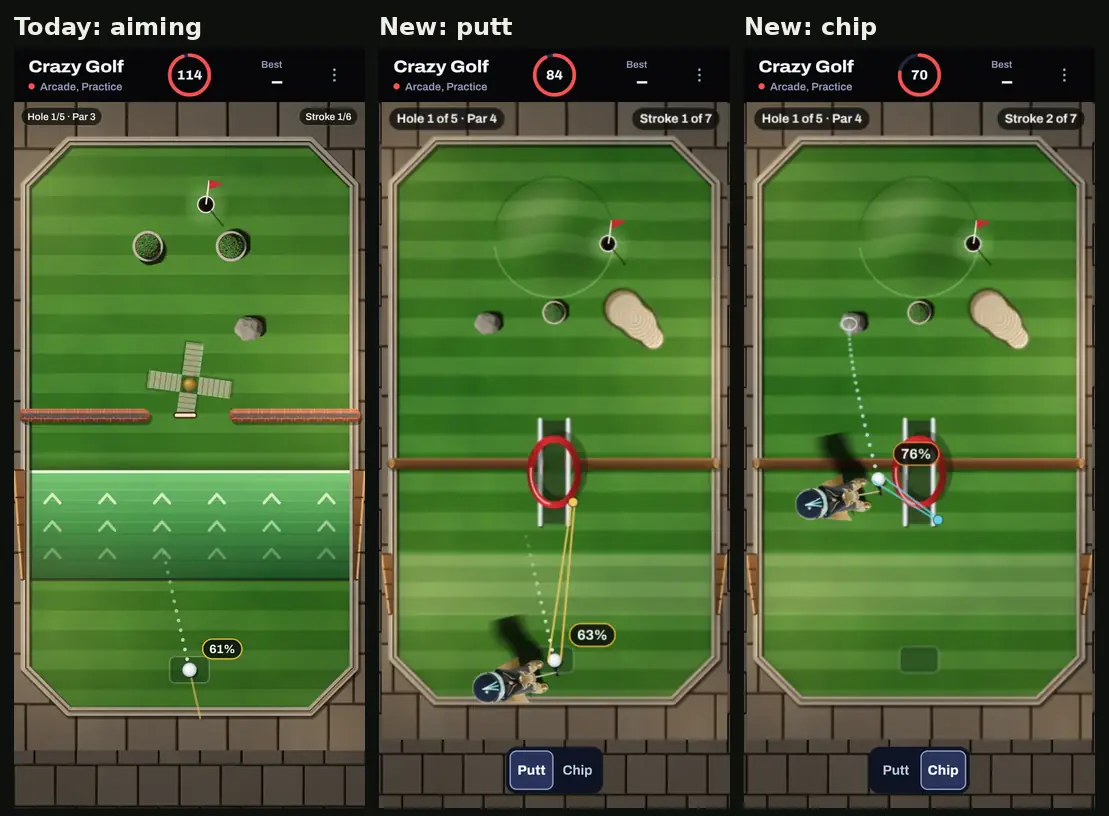 Today: aiming
Crazy Golf
Arcade, Practice
114
Best
–
Hole 1/5 · Par 3
Stroke 1/6
61%
New: putt
Crazy Golf
Arcade, Practice
84
Best
–
Hole 1 of 5 · Par 4
Stroke 1 of 7
63%
Putt
Chip
New: chip
Crazy Golf
Arcade, Practice
70
Best
–
Hole 1 of 5 · Par 4
Stroke 2 of 7
76%
Putt
Chip